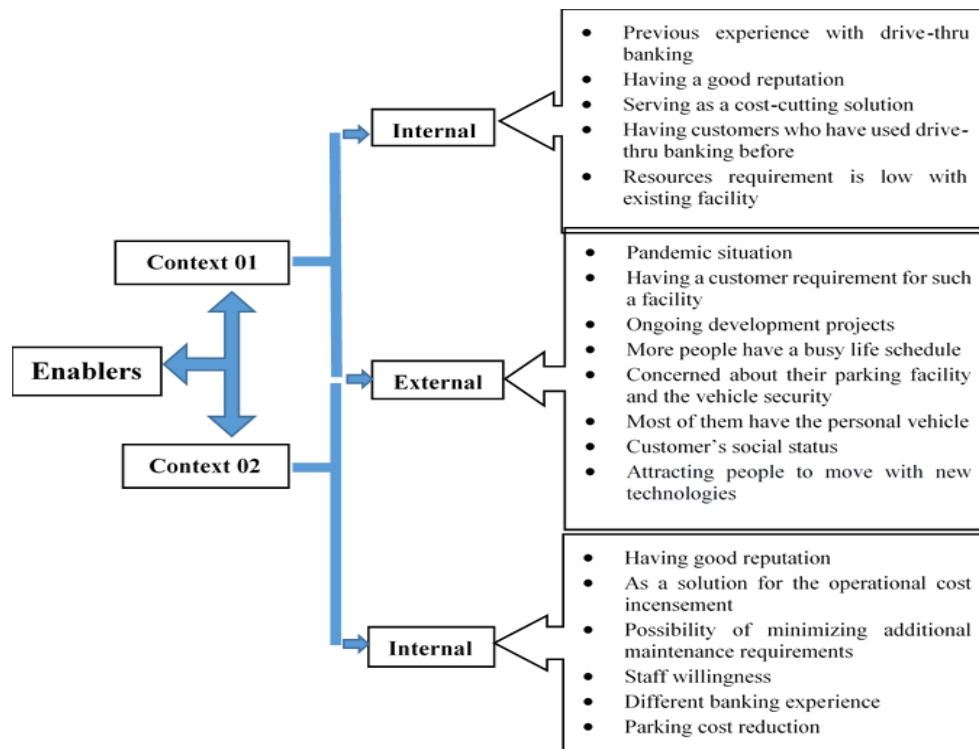 Enablers
Context 01
Context 02
Internal
• Previous experience with drive-thru
banking
• Having a good reputation
• Serving as a cost-cutting solution
• Having customers who have used drive-
thru banking before
• Resources requirement is low with
existing facility
External
• Pandemic situation
• Having a customer requirement for such
a facility
• Ongoing development projects
• More people have a busy life schedule
• Concerned about their parking facility
and the vehicle security
• Most of them have the personal vehicle
• Customer's social status
• Attracting people to move with new
technologies
Internal
• Having good reputation
• As a solution for the operational cost
incensement
• Possibility of minimizing additional
maintenance requirements
• Staff willingness
• Different banking experience
• Parking cost reduction